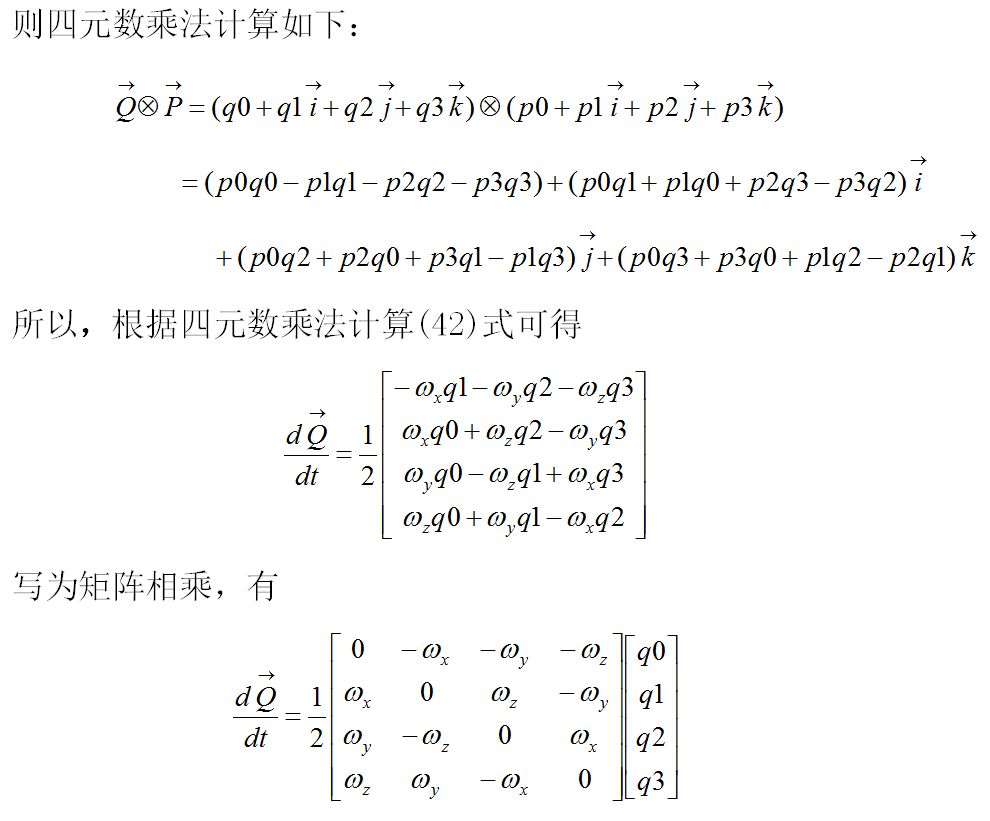 则四元数乘法计算如下：
$\vec{Q} \otimes \vec{P} = (q0 + q1\vec{i} + q2\vec{j} + q3\vec{k}) \otimes (p0 + p1\vec{i} + p2\vec{j} + p3\vec{k})$
$= (p0q0 - p1q1 - p2q2 - p3q3) + (p0q1 + p1q0 + p2q3 - p3q2)\vec{i}$
$+ (p0q2 + p2q0 + p3q1 - p1q3)\vec{j} + (p0q3 + p3q0 + p1q2 - p2q1)\vec{k}$
所以，根据四元数乘法计算(42)式可得
$\frac{d\vec{Q}}{dt} = \frac{1}{2} \begin{bmatrix} -\omega_x q1 - \omega_y q2 - \omega_z q3 \\ \omega_x q0 + \omega_z q2 - \omega_y q3 \\ \omega_y q0 - \omega_z q1 + \omega_x q3 \\ \omega_z q0 + \omega_y q1 - \omega_x q2 \end{bmatrix}$
写为矩阵相乘，有
$\frac{d\vec{Q}}{dt} = \frac{1}{2} \begin{bmatrix} 0 & -\omega_x & -\omega_y & -\omega_z \\ \omega_x & 0 & \omega_z & -\omega_y \\ \omega_y & -\omega_z & 0 & \omega_x \\ \omega_z & \omega_y & -\omega_x & 0 \end{bmatrix} \begin{bmatrix} q0 \\ q1 \\ q2 \\ q3 \end{bmatrix}$